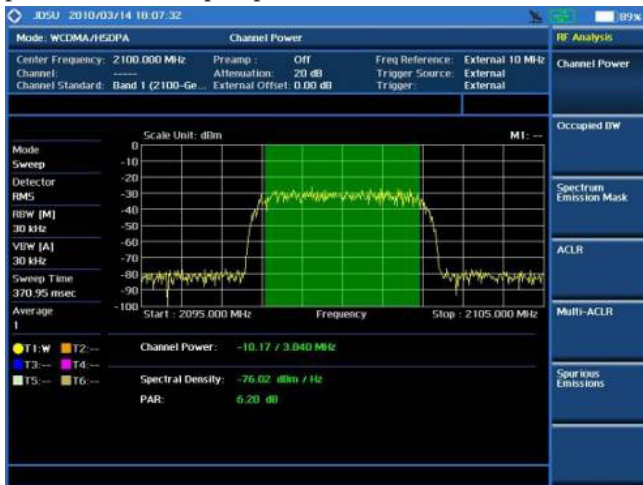 JDSU 2010/03/14 18:07:32 89%
Mode: WCDMA/HSDPA Channel Power RF Analysis
Center Frequency: 2100.000 MHz Preamp : Off Freq Reference: External 10 MHz
Channel: ----- Attenuation: 20 dB Trigger Source: External
Channel Standard: Band 1 (2100-Ge... External Offset: 0.00 dB Trigger: External
Channel Power
Occupied BW
Spectrum
Emission Mask
ACLR
Multi-ACLR
Spurious
Emissions
Scale Unit: dBm M1: --
Mode
Sweep
Detector
RMS
RBW [M]
30 kHz
VBW [A]
30 kHz
Sweep Time
370.95 msec
Average
1
0
-10
-20
-30
-40
-50
-60
-70
-80
-90
-100
Start : 2095.000 MHz Frequency Stop : 2105.000 MHz
T1:W T2:--
T3:-- T4:--
T5:-- T6:--
Channel Power: -10.17 / 3.840 MHz
Spectral Density: -76.02 dBm / Hz
PAR: 6.20 dB